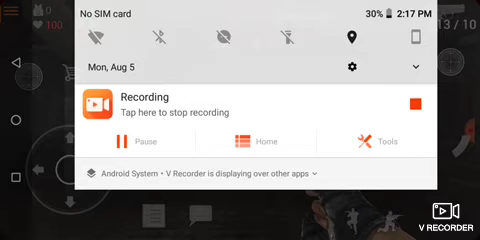 No SIM card
30% 2:17 PM
0
100
13 / 10
Mon, Aug 5
Recording
Tap here to stop recording
Pause
Home
Tools
Android System • V Recorder is displaying over other apps
V RECORDER